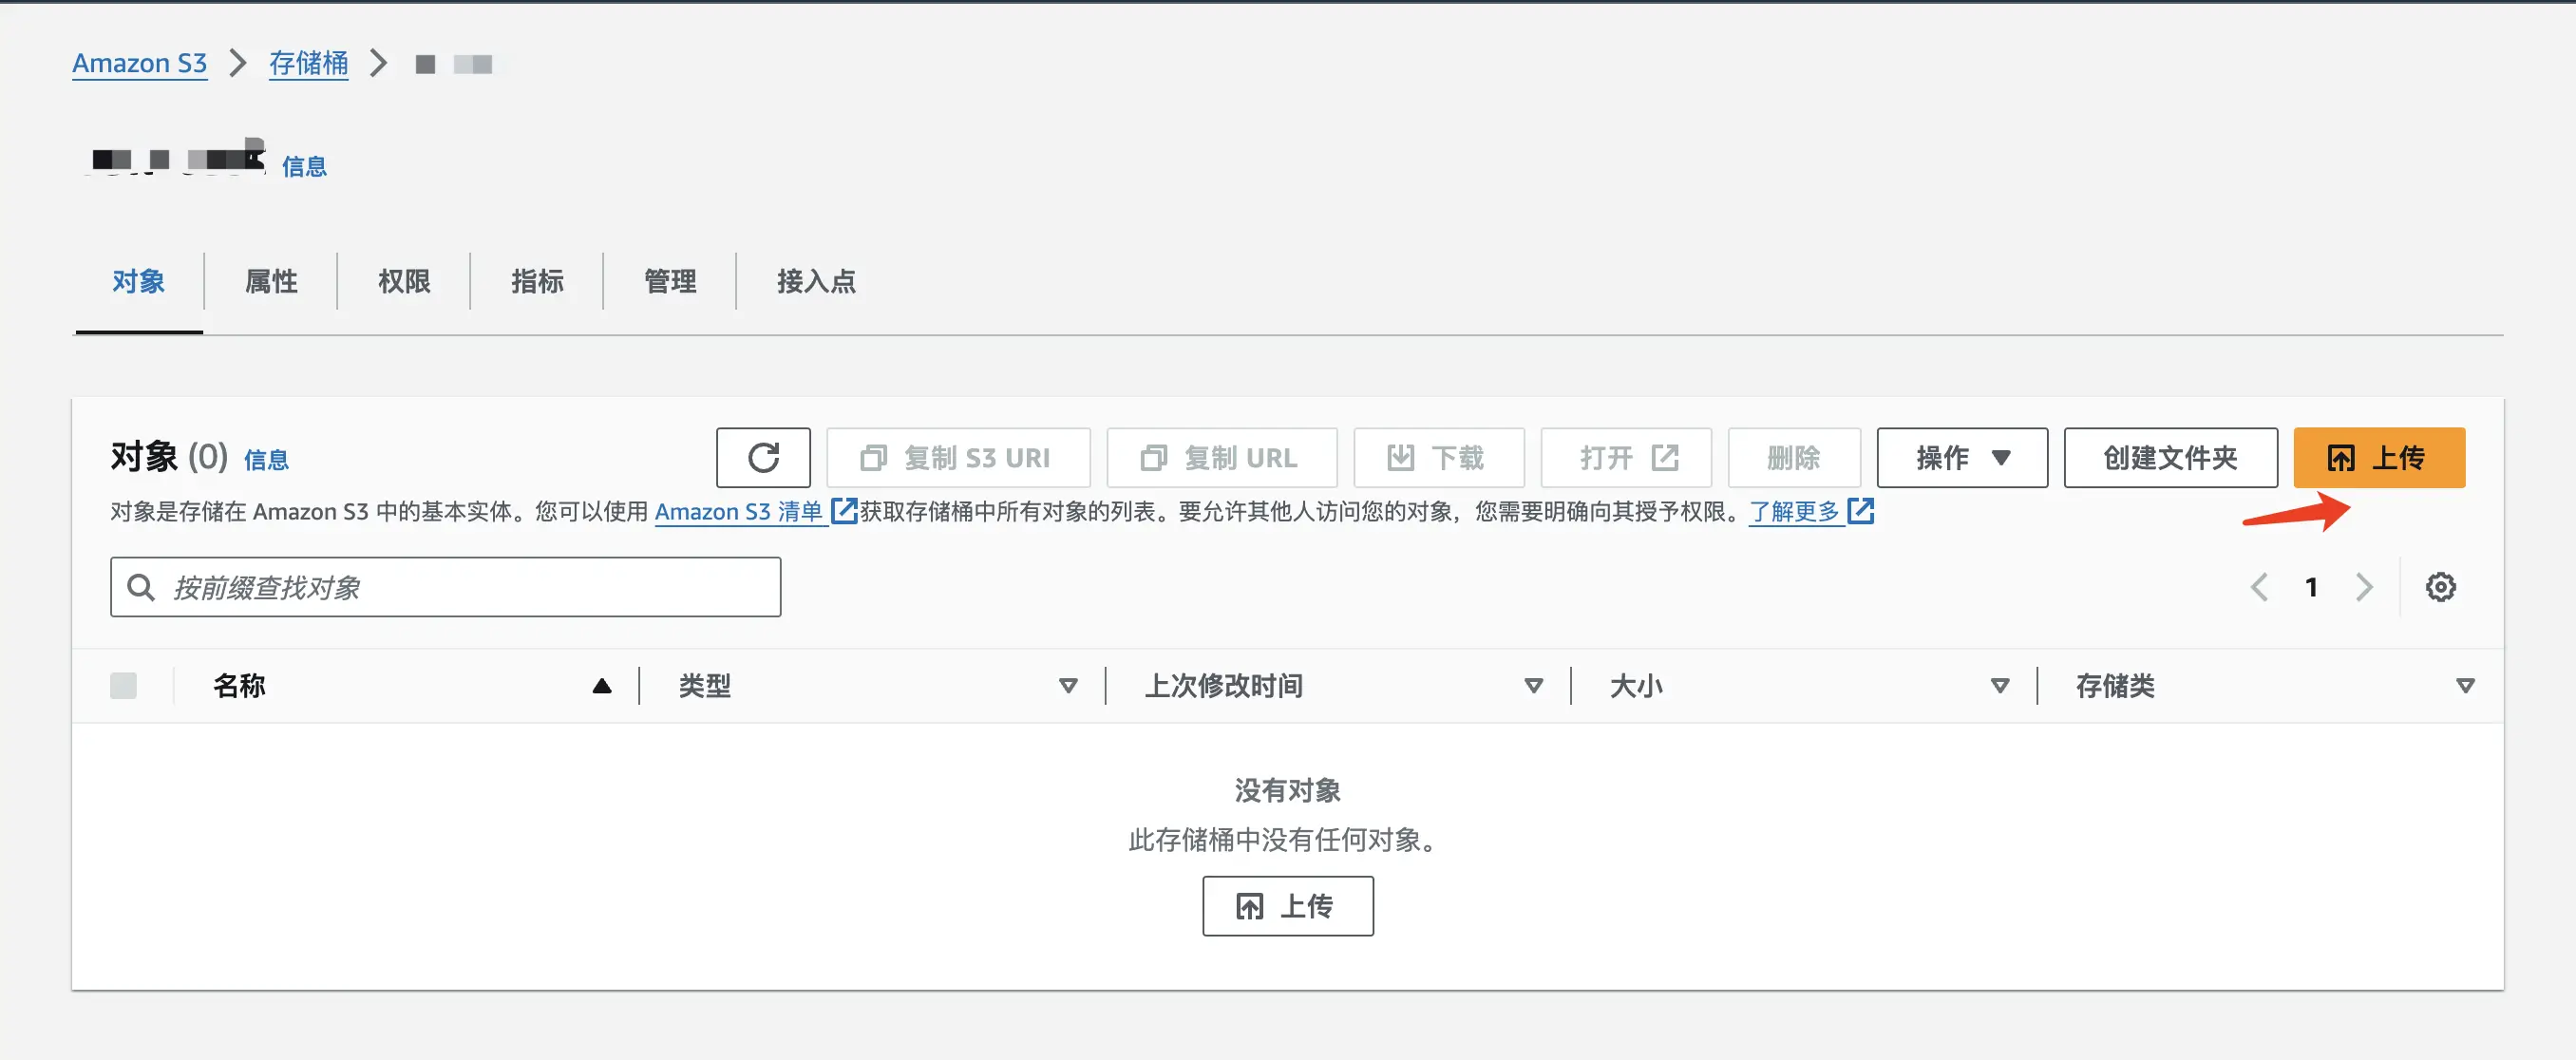 Amazon S3 存储桶
信息
对象 属性 权限 指标 管理 接入点
对象 (0) 信息 复制 S3 URI 复制 URL 下载 打开 删除 操作 创建文件夹 上传
对象是存储在 Amazon S3 中的基本实体。您可以使用 Amazon S3 清单 获取存储桶中所有对象的列表。要允许其他人访问您的对象，您需要明确向其授予权限。了解更多
按前缀查找对象 1
名称 类型 上次修改时间 大小 存储类
没有对象
此存储桶中没有任何对象。
上传